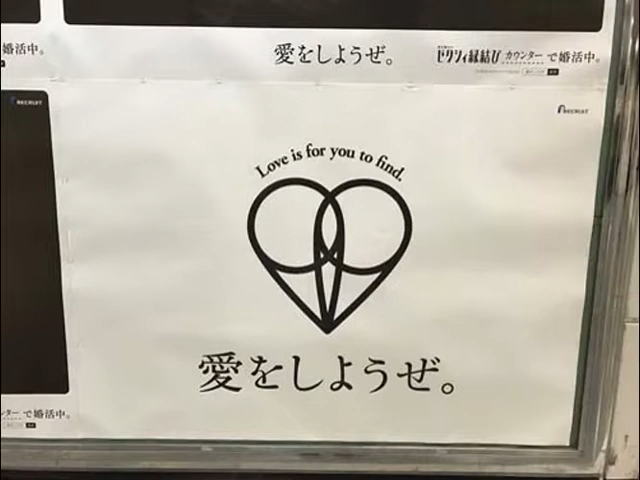 婚活中。
愛をしようぜ。
ゼクシィ縁結びカウンターで婚活中。
RECRUIT
RECRUIT
Love is for you to find.
愛をしようぜ。
ンターで婚活中。